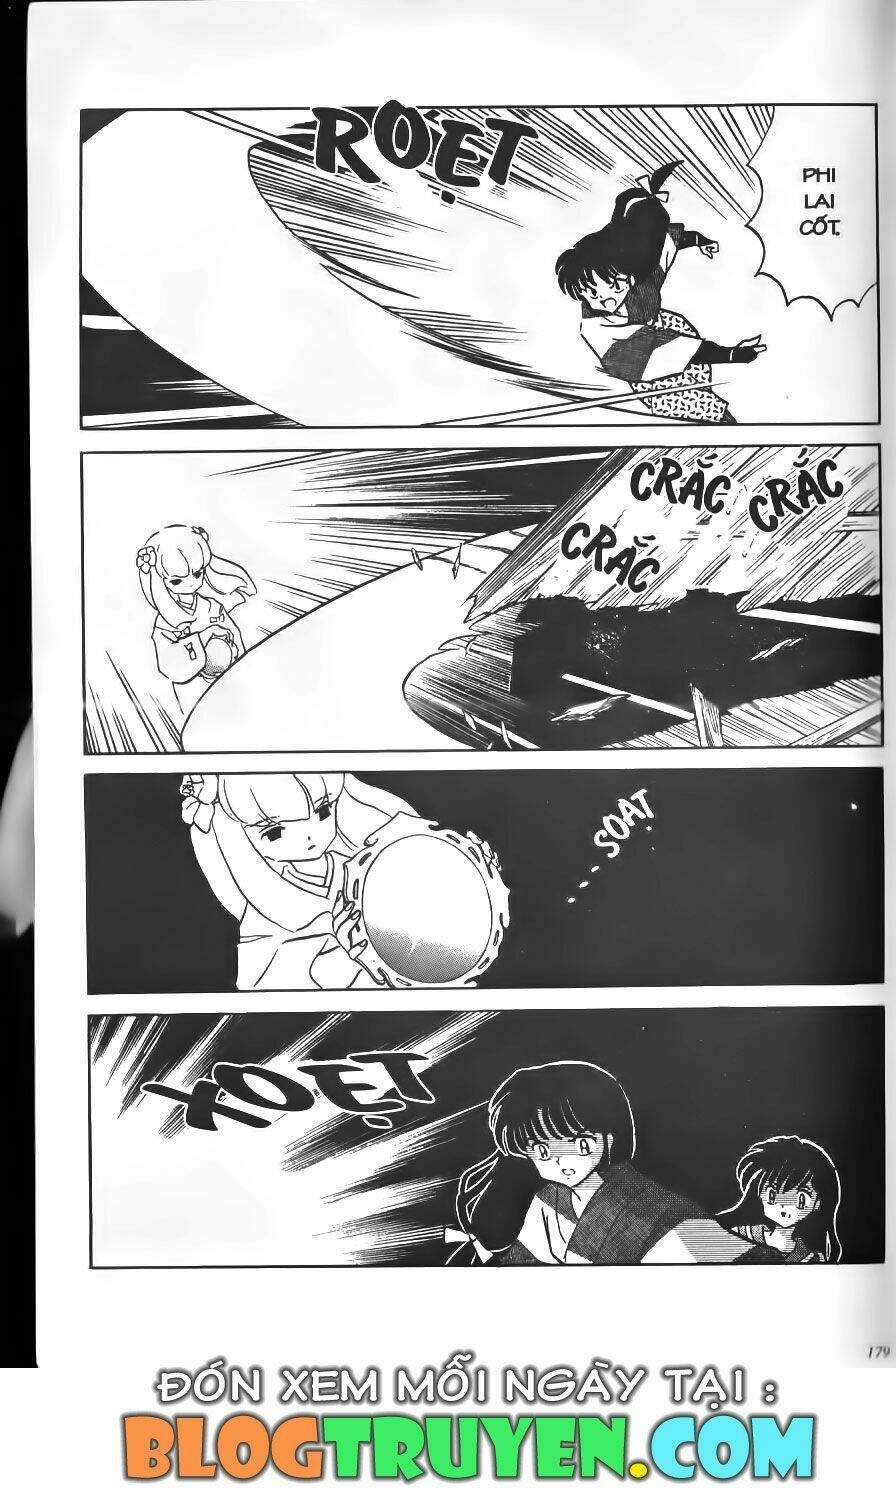 ROẸT
PHI
LAI
CỐT.
CRẮC
CRẮC
CRẮC
SOẠT
XOẸT
179
ĐÓN XEM MỖI NGÀY TẠI :
BLOGTRUYEN.COM